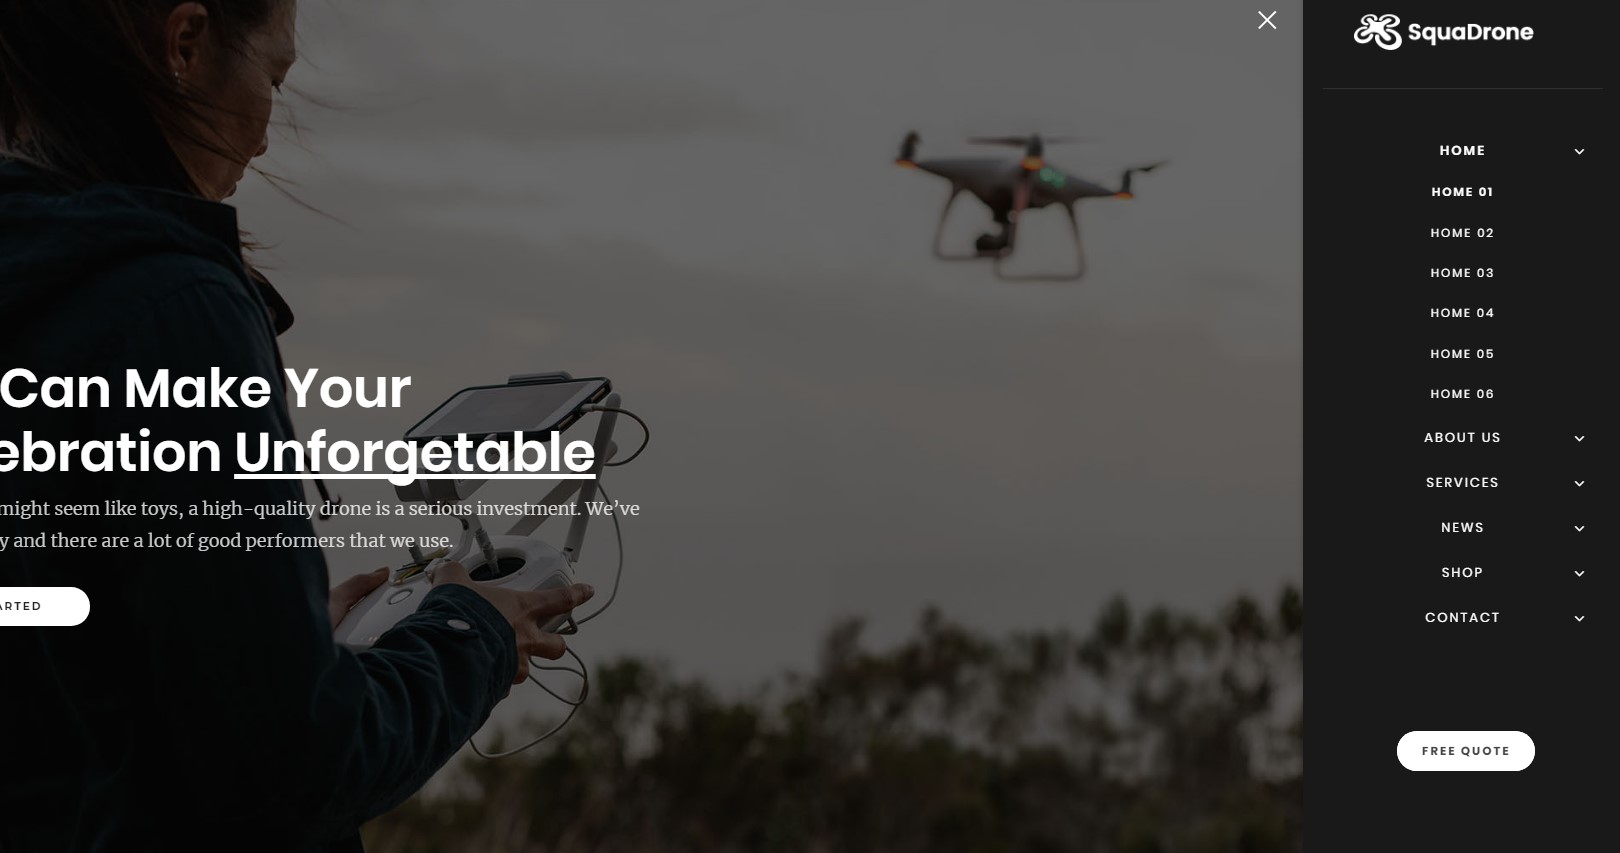 SquaDrone
HOME
HOME 01
HOME 02
HOME 03
HOME 04
HOME 05
HOME 06
ABOUT US
SERVICES
NEWS
SHOP
CONTACT
FREE QUOTE
Can Make Your
ebration Unforgetable
might seem like toys, a high-quality drone is a serious investment. We’ve
y and there are a lot of good performers that we use.
ARTED